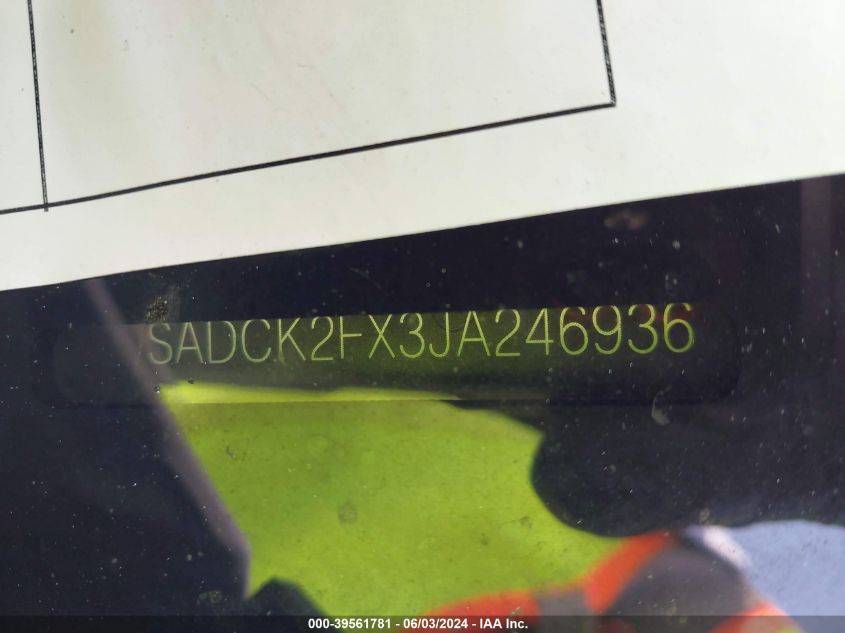 SADCK2FX3JA246936
000-39561781 - 06/03/2024 - IAA Inc.